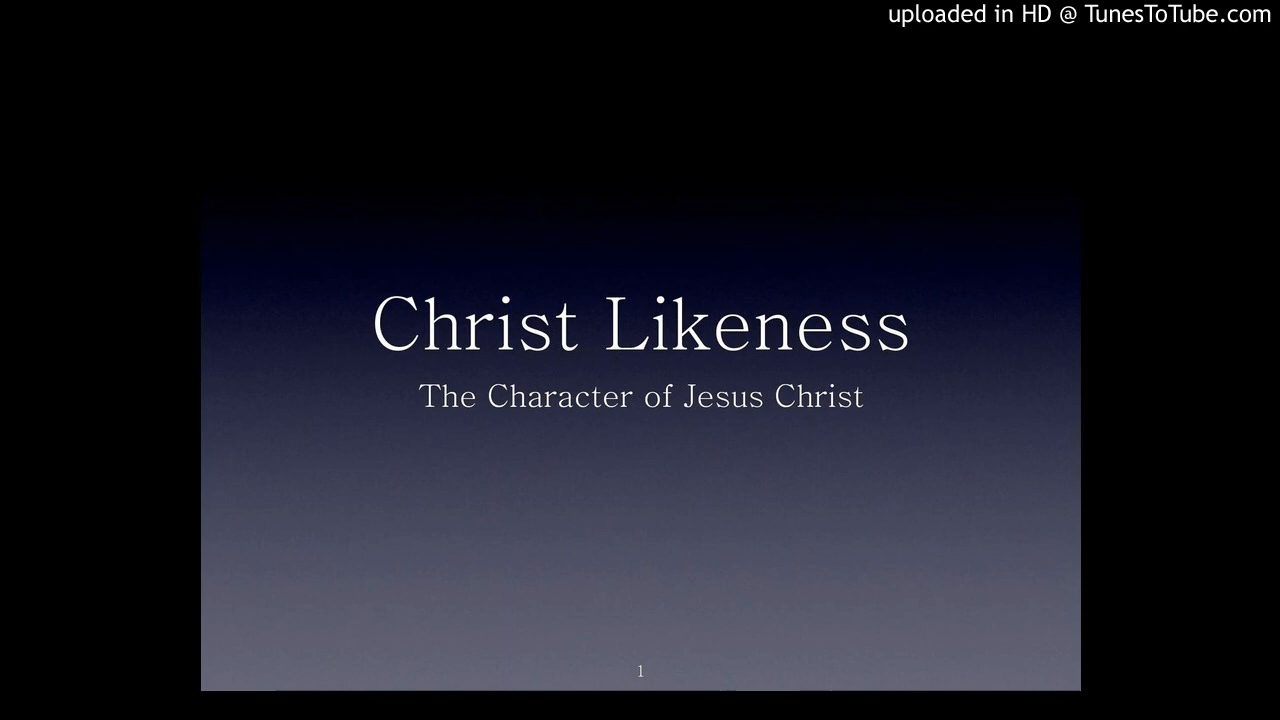 uploaded in HD @ TunesToTube.com
Christ Likeness
The Character of Jesus Christ
1